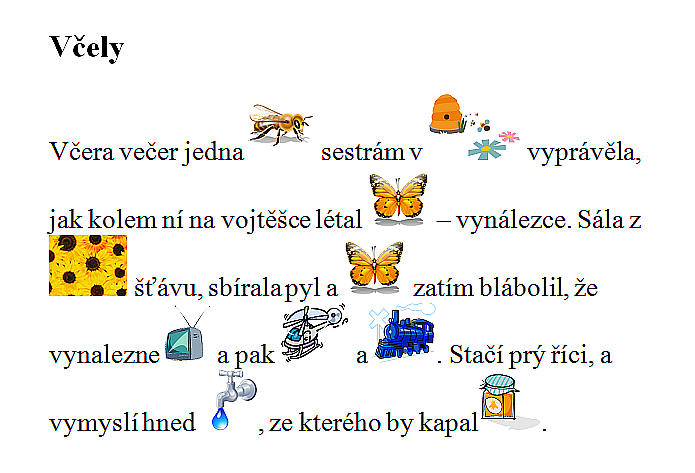 Včely
Včera večer jedna sestrám v vyprávěla,
jak kolem ní na vojtěšce létal – vynálezce. Sála z
šťávu, sbírala pyl a zatím blábolil, že
vynalezne a pak a . Stačí prý říci, a
vymyslí hned , ze kterého by kapal .